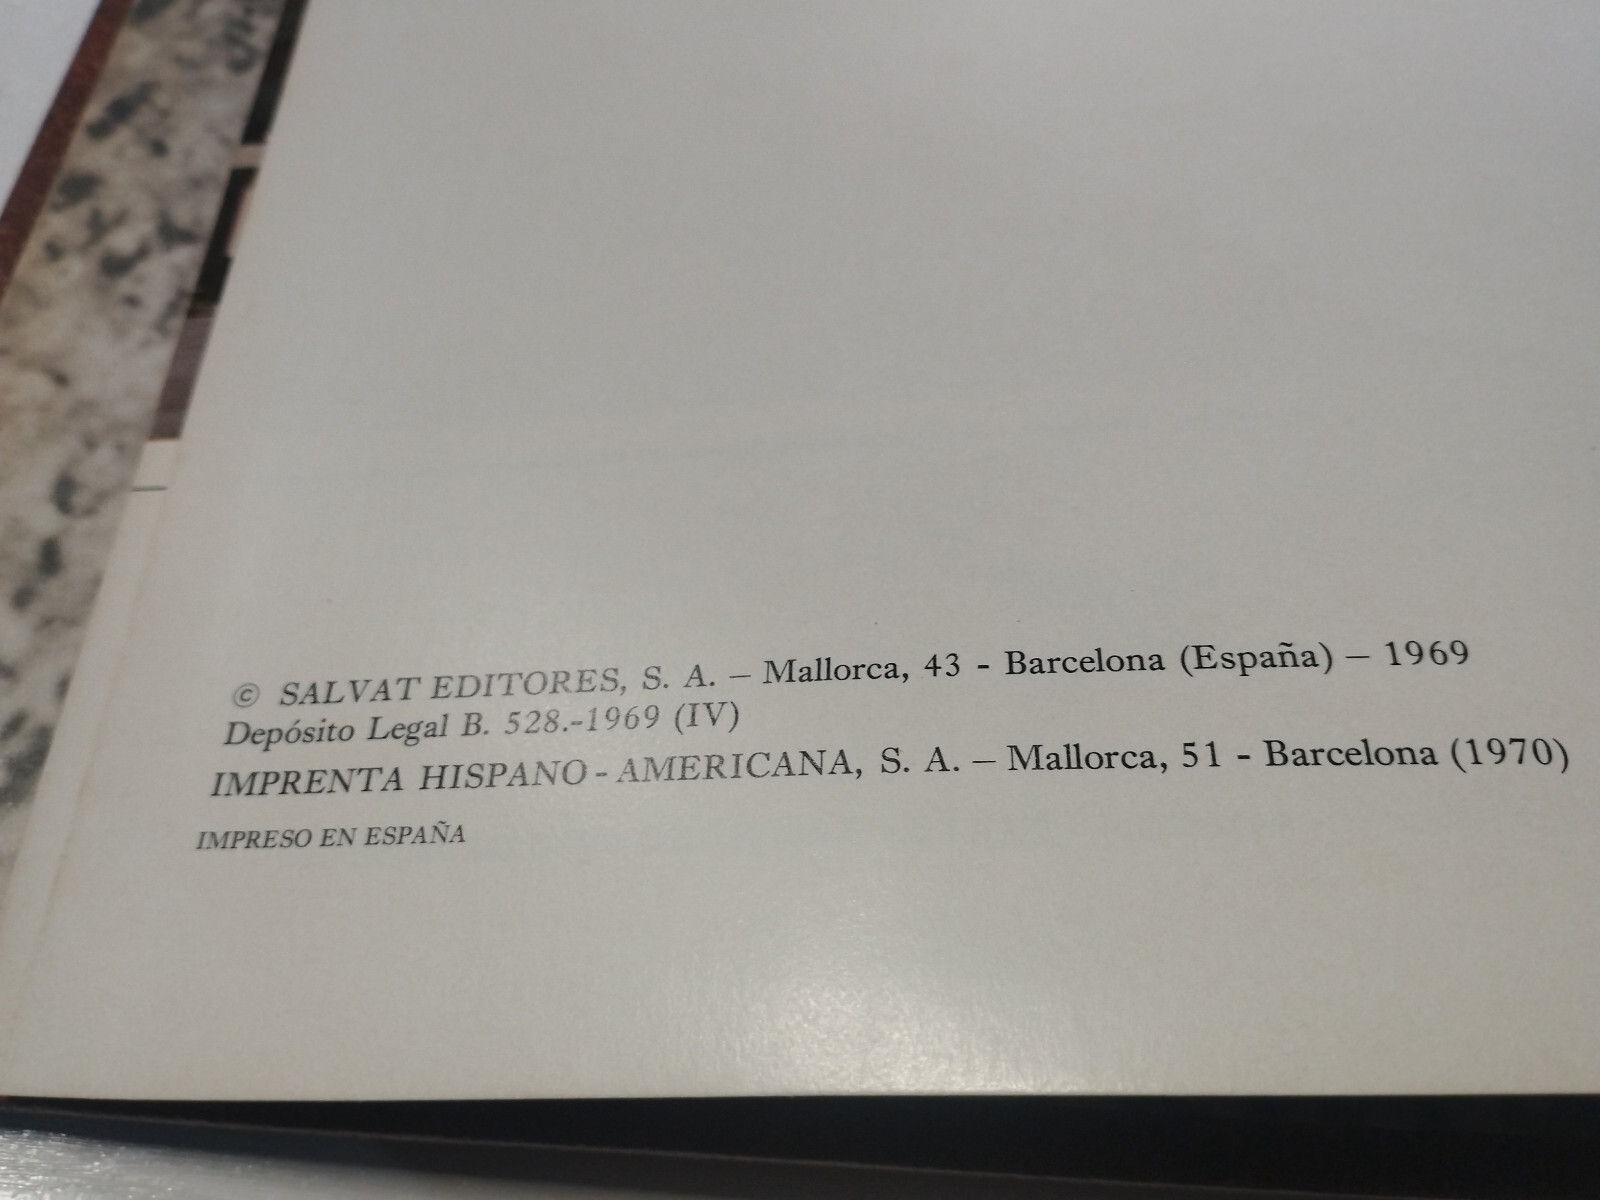 © SALVAT EDITORES, S. A. – Mallorca, 43 - Barcelona (España) – 1969
Depósito Legal B. 528.-1969 (IV)
IMPRENTA HISPANO - AMERICANA, S. A. – Mallorca, 51 - Barcelona (1970)
IMPRESO EN ESPAÑA